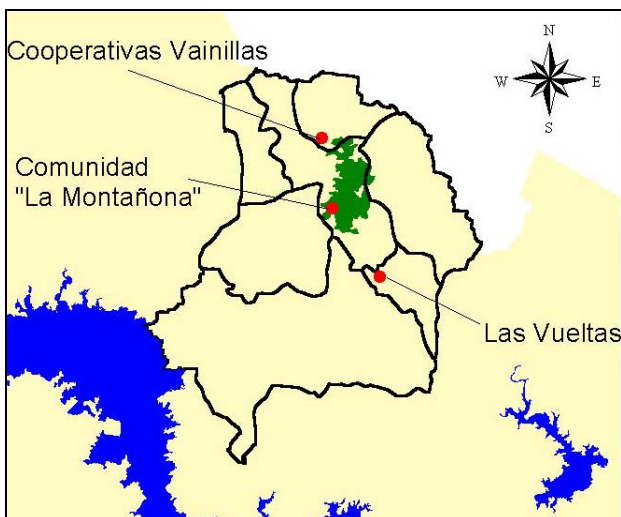 Cooperativas Vainillas
N
W E
S
Comunidad
"La Montañona"
Las Vueltas